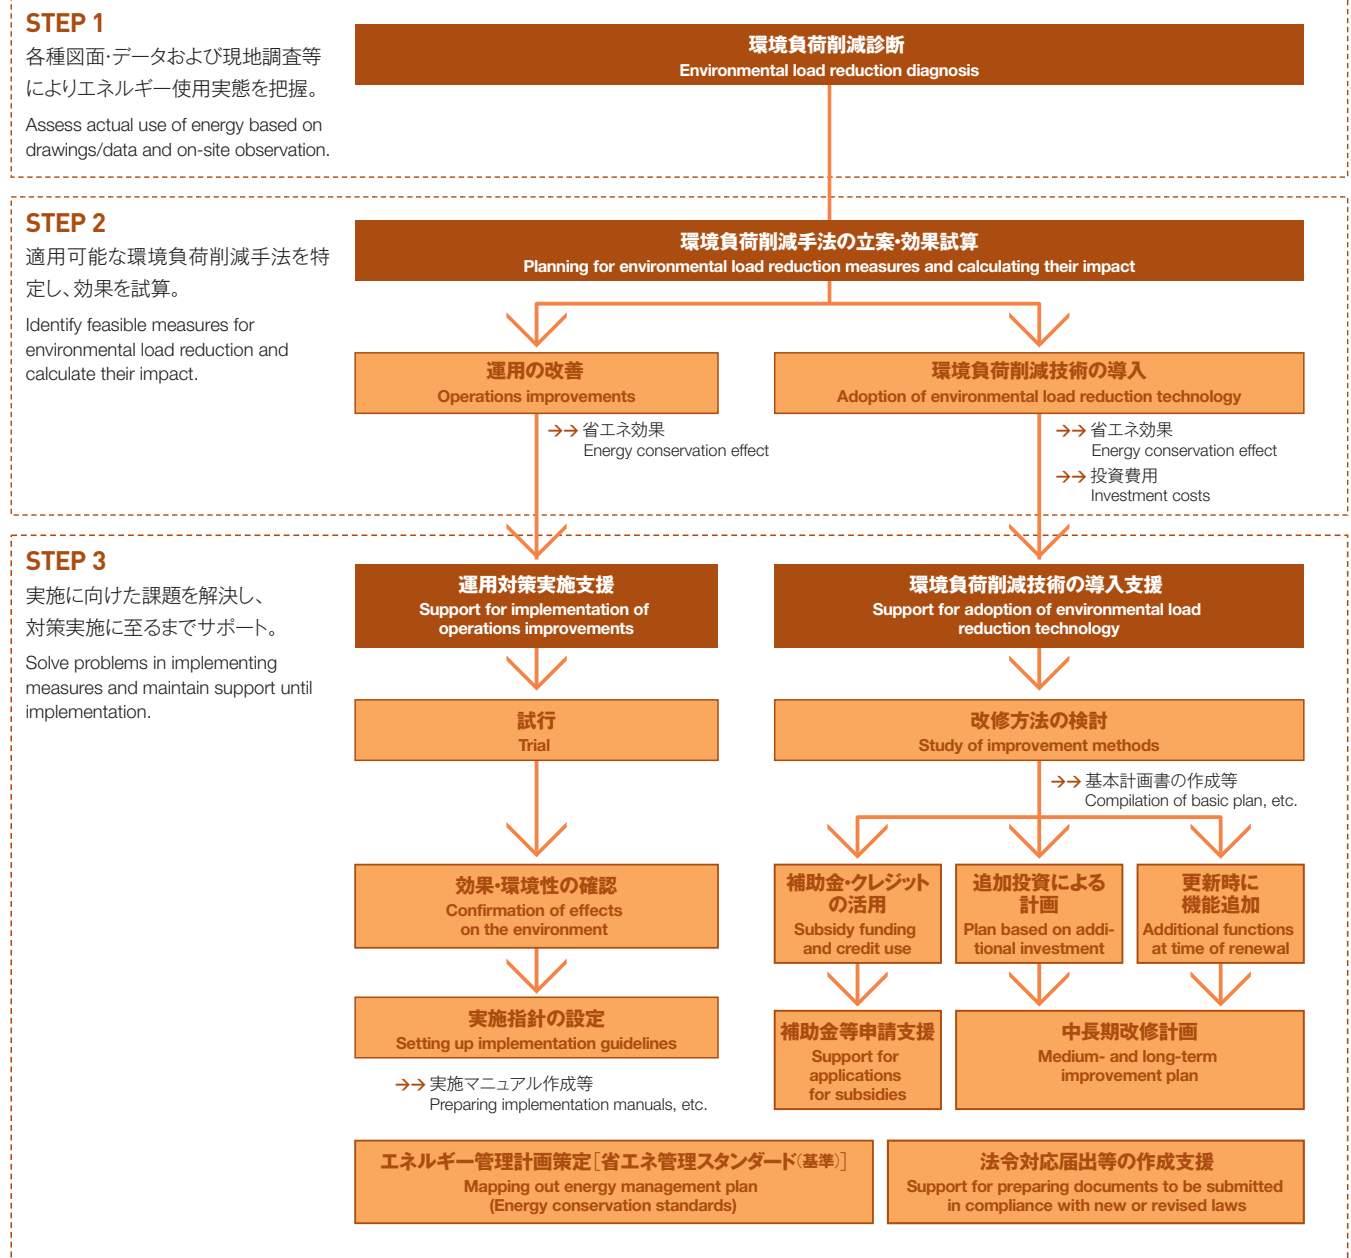 STEP 1
各種図面・データおよび現地調査等
によりエネルギー使用実態を把握。
Assess actual use of energy based on
drawings/data and on-site observation.
環境負荷削減診断
Environmental load reduction diagnosis
STEP 2
適用可能な環境負荷削減手法を特
定し、効果を試算。
Identify feasible measures for
environmental load reduction and
calculate their impact.
環境負荷削減手法の立案・効果試算
Planning for environmental load reduction measures and calculating their impact
運用の改善
Operations improvements
→→ 省エネ効果
Energy conservation effect
環境負荷削減技術の導入
Adoption of environmental load reduction technology
→→ 省エネ効果
Energy conservation effect
→→ 投資費用
Investment costs
STEP 3
実施に向けた課題を解決し、
対策実施に至るまでサポート。
Solve problems in implementing
measures and maintain support until
implementation.
運用対策実施支援
Support for implementation of
operations improvements
試行
Trial
効果・環境性の確認
Confirmation of effects
on the environment
実施指針の設定
Setting up implementation guidelines
→→ 実施マニュアル作成等
Preparing implementation manuals, etc.
環境負荷削減技術の導入支援
Support for adoption of environmental load
reduction technology
改修方法の検討
Study of improvement methods
→→ 基本計画書の作成等
Compilation of basic plan, etc.
補助金・クレジット
の活用
Subsidy funding
and credit use
追加投資による
計画
Plan based on addi-
tional investment
更新時に
機能追加
Additional functions
at time of renewal
補助金等申請支援
Support for
applications
for subsidies
中長期改修計画
Medium- and long-term
improvement plan
エネルギー管理計画策定［省エネ管理スタンダード（基準）］
Mapping out energy management plan
(Energy conservation standards)
法令対応届出等の作成支援
Support for preparing documents to be submitted
in compliance with new or revised laws